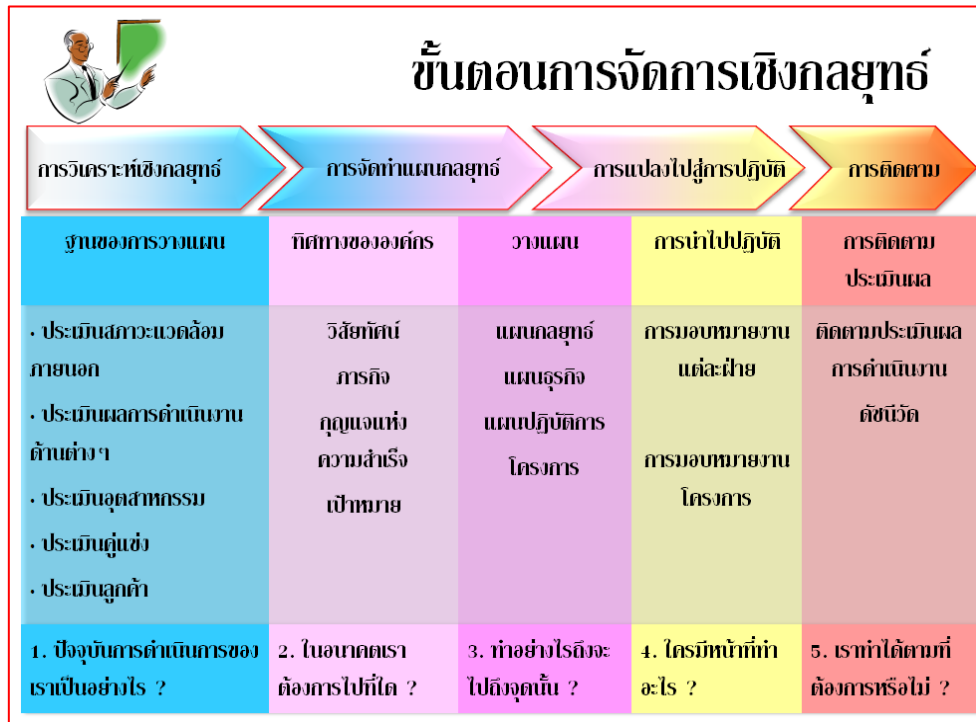 ขั้นตอนการจัดการเชิงกลยุทธ์
การวิเคราะห์เชิงกลยุทธ์
การจัดทำแผนกลยุทธ์
การแปลงไปสู่การปฏิบัติ
การติดตาม
ฐานของการวางแผน
ทิศทางขององค์กร
วางแผน
การนำไปปฏิบัติ
การติดตาม
ประเมินผล
· ประเมินสภาวะแวดล้อม
ภายนอก
· ประเมินผลการดำเนินงาน
ด้านต่างๆ
· ประเมินอุตสาหกรรม
· ประเมินคู่แข่ง
· ประเมินลูกค้า
วิสัยทัศน์
ภารกิจ
กุญแจแห่ง
ความสำเร็จ
เป้าหมาย
แผนกลยุทธ์
แผนธุรกิจ
แผนปฏิบัติการ
โครงการ
การมอบหมายงาน
แต่ละฝ่าย
การมอบหมายงาน
โครงการ
ติดตามประเมินผล
การดำเนินงาน
ดัชนีวัด
1. ปัจจุบันการดำเนินการของ
เราเป็นอย่างไร ?
2. ในอนาคตเรา
ต้องการไปที่ใด ?
3. ทำอย่างไรถึงจะ
ไปถึงจุดนั้น ?
4. ใครมีหน้าที่ทำ
อะไร ?
5. เราทำได้ตามที่
ต้องการหรือไม่ ?